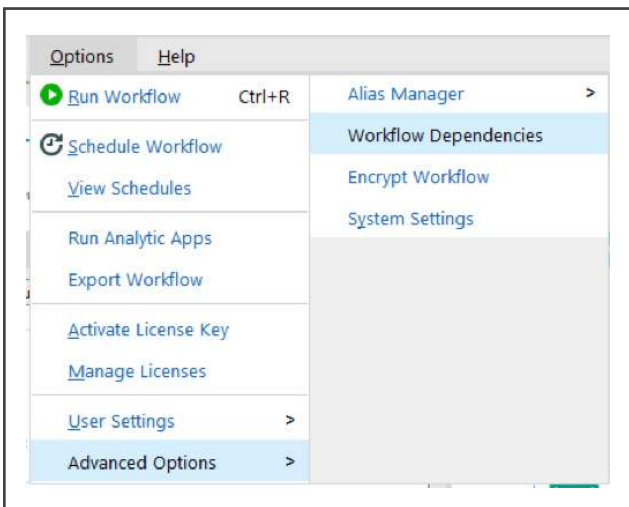 Options Help
Run Workflow Ctrl+R
Schedule Workflow
View Schedules
Run Analytic Apps
Export Workflow
Activate License Key
Manage Licenses
User Settings >
Advanced Options >
Alias Manager >
Workflow Dependencies
Encrypt Workflow
System Settings